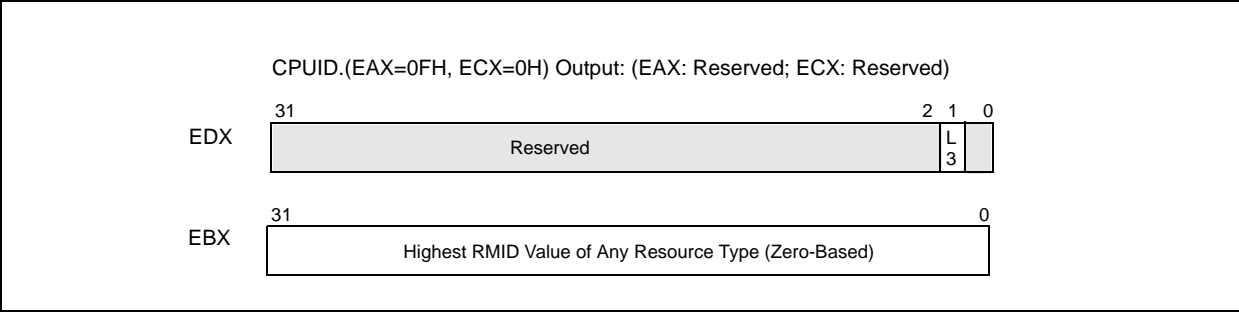 CPUID.(EAX=0FH, ECX=0H) Output: (EAX: Reserved; ECX: Reserved)
31 2 1 0
EDX Reserved L
3
31 0
EBX Highest RMID Value of Any Resource Type (Zero-Based)